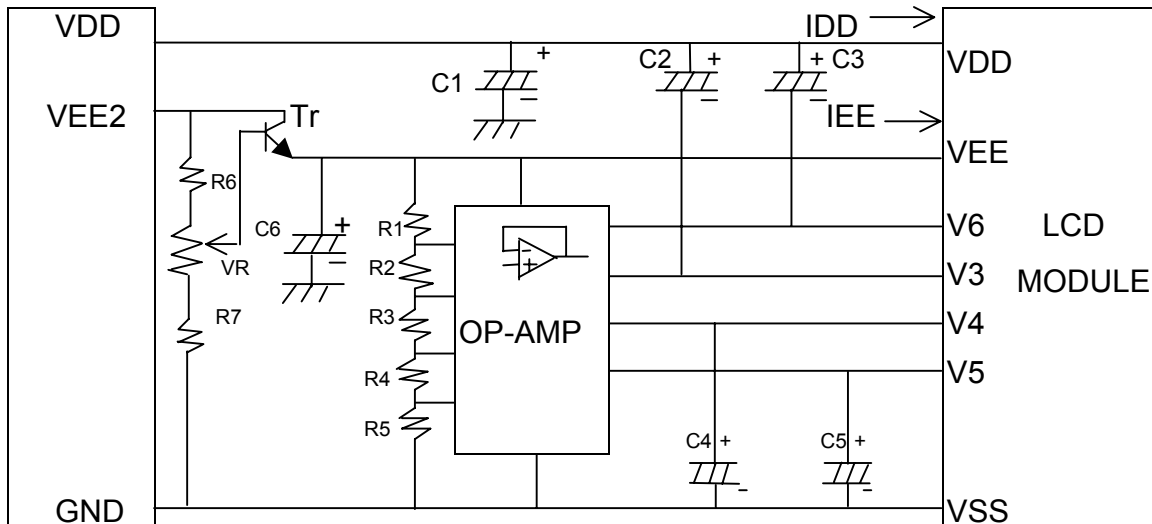 VDD
IDD
+
C1
−
C2
+
−
+
C3
−
VDD
VEE2
Tr
IEE
VEE
R6
C6
+
−
R1
VR
R2
-
+
V6
LCD
V3
MODULE
R7
R3
OP-AMP
V4
R4
V5
R5
C4 +
-
C5 +
-
GND
VSS